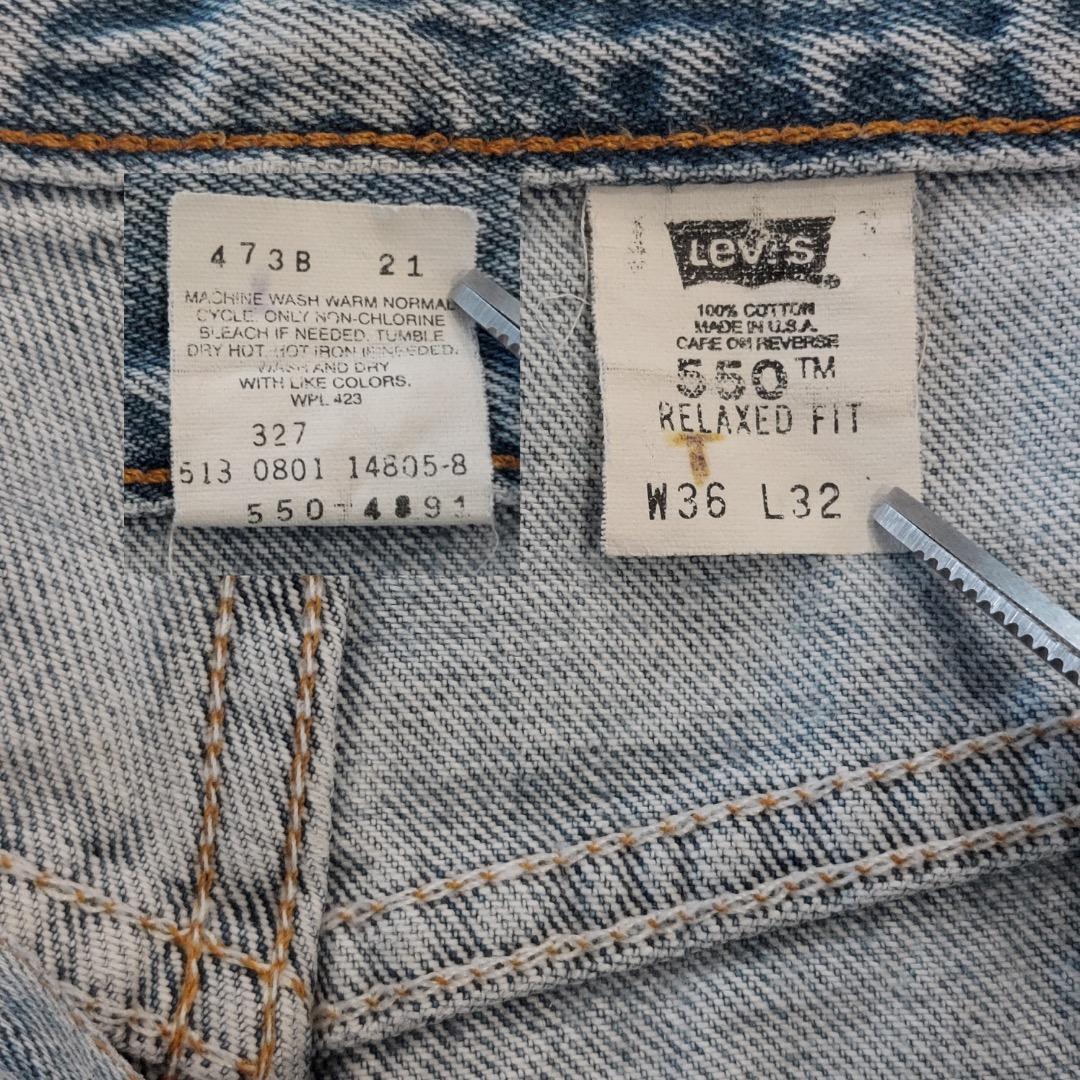 473B 21
MACHINE WASH WARM NORMAL
CYCLE. ONLY NON-CHLORINE
BLEACH IF NEEDED. TUMBLE
DRY HOT. HOT IRON IF NEEDED.
WASH AND DRY
WITH LIKE COLORS.
WPL 423
327
513 0801 14805-8
550-4891
LEVI'S ®
100% COTTON
MADE IN U.S.A.
CARE ON REVERSE
550™
RELAXED FIT
T
W36 L32